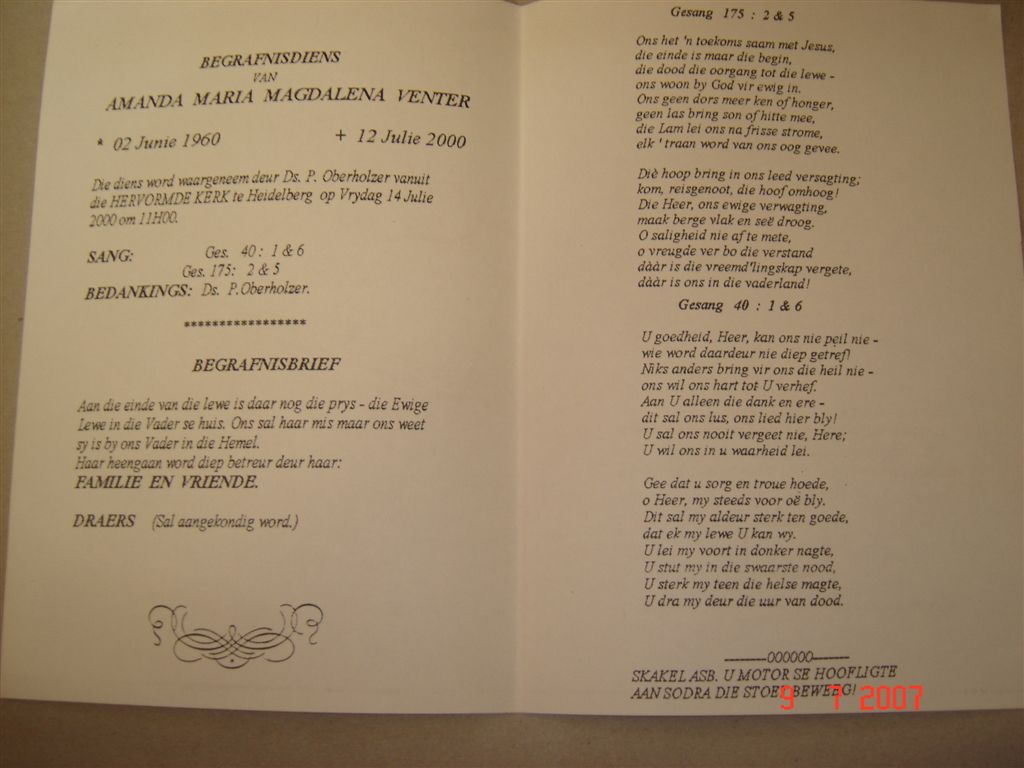 BEGRAFNISDIENS
VAN
AMANDA MARIA MAGDALENA VENTER
* 02 Junie 1960 + 12 Julie 2000
Die diens word waargeneem deur Ds. P. Oberholzer vanuit
die HERVORMDE KERK te Heidelberg op Vrydag 14 Julie
2000 om 11H00.
SANG: Ges. 40 : 1 & 6
Ges. 175: 2 & 5
BEDANKINGS: Ds. P.Oberholzer.
*****************
BEGRAFNISBRIEF
Aan die einde van die lewe is daar nog die prys - die Ewige
Lewe in die Vader se huis. Ons sal haar mis maar ons weet
sy is by ons Vader in die Hemel.
Haar heengaan word diep betreur deur haar:
FAMILIE EN VRIENDE.
DRAERS (Sal aangekondig word.)
Gesang 175 : 2 & 5
Ons het 'n toekoms saam met Jesus,
die einde is maar die begin,
die dood die oorgang tot die lewe -
ons woon by God vir ewig in.
Ons geen dors meer ken of honger,
geen las bring son of hitte mee,
die Lam lei ons na frisse strome,
elk ' traan word van ons oog gevee.
Diè hoop bring in ons leed versagting;
kom, reisgenoot, die hoof omhoog!
Die Heer, ons ewige verwagting,
maak berge vlak en seë droog.
O saligheid nie af te mete,
o vreugde ver bo die verstand
dààr is die vreemd'lingskap vergete,
dààr is ons in die vaderland!
Gesang 40 : 1 & 6
U goedheid, Heer, kan ons nie peil nie -
wie word daardeur nie diep getref!
Niks anders bring vir ons die heil nie -
ons wil ons hart tot U verhef.
Aan U alleen die dank en ere -
dit sal ons lus, ons lied hier bly!
U sal ons nooit vergeet nie, Here;
U wil ons in u waarheid lei.
Gee dat u sorg en troue hoede,
o Heer, my steeds voor oë bly.
Dit sal my aldeur sterk ten goede,
dat ek my lewe U kan wy.
U lei my voort in donker nagte,
U stut my in die swaarste nood,
U sterk my teen die helse magte,
U dra my deur die uur van dood.
--------000000-------
SKAKEL ASB. U MOTOR SE HOOFLIGTE
AAN SODRA DIE STOET BEWEEG!
9 7 2007